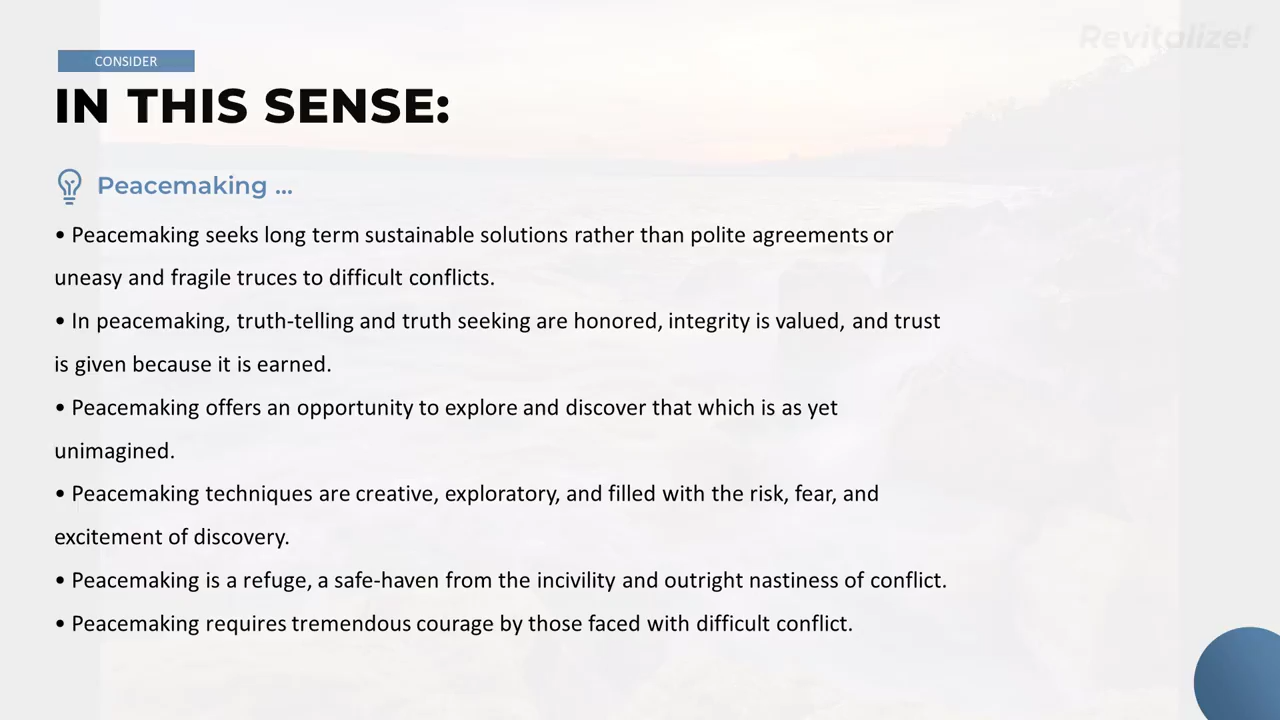 Revitalize!
CONSIDER
IN THIS SENSE:
Peacemaking ...
• Peacemaking seeks long term sustainable solutions rather than polite agreements or
uneasy and fragile truces to difficult conflicts.
• In peacemaking, truth-telling and truth seeking are honored, integrity is valued, and trust
is given because it is earned.
• Peacemaking offers an opportunity to explore and discover that which is as yet
unimagined.
• Peacemaking techniques are creative, exploratory, and filled with the risk, fear, and
excitement of discovery.
• Peacemaking is a refuge, a safe-haven from the incivility and outright nastiness of conflict.
• Peacemaking requires tremendous courage by those faced with difficult conflict.